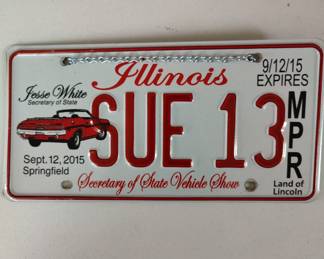 Illinois
9/12/15
EXPIRES
Jesse White
Secretary of State
SUE 13
MPR
Sept. 12, 2015
Springfield
Secretary of State Vehicle Show
Land of
Lincoln